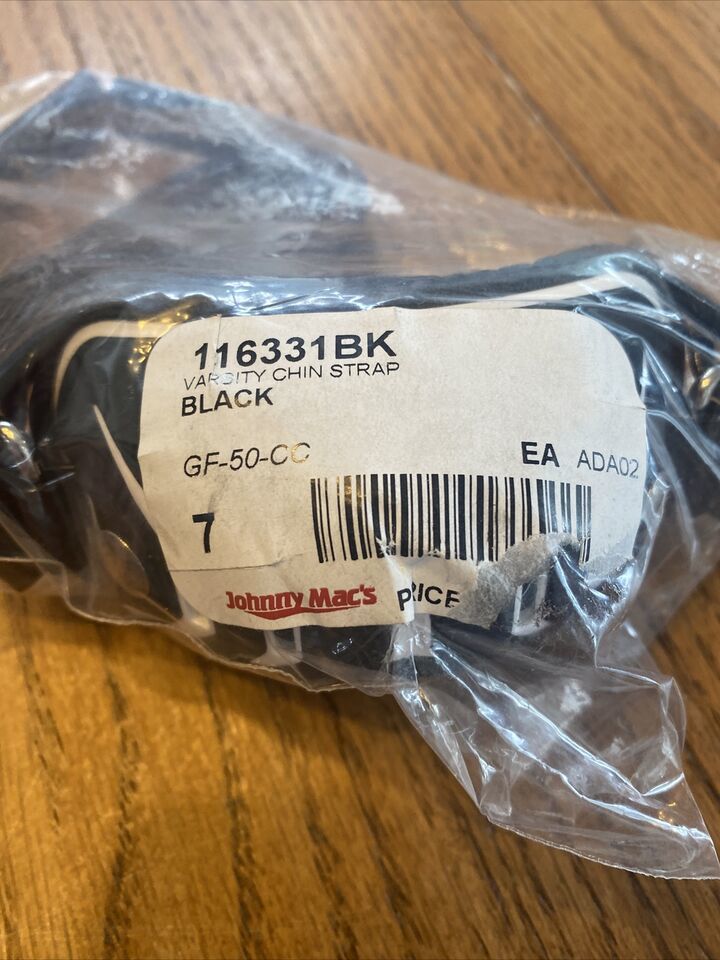 116331BK
VARSITY CHIN STRAP
BLACK
GF-50-CC EA ADA02
7
Johnny Mac's PRICE